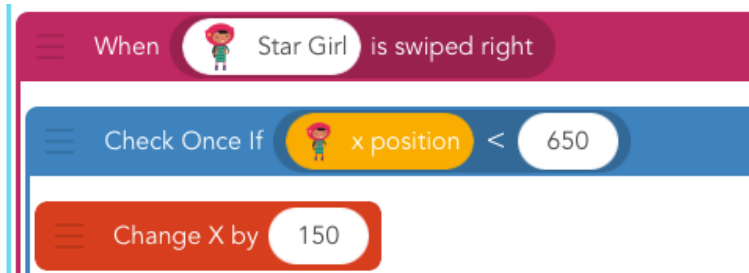 When Star Girl is swiped right
Check Once If x position < 650
Change X by 150